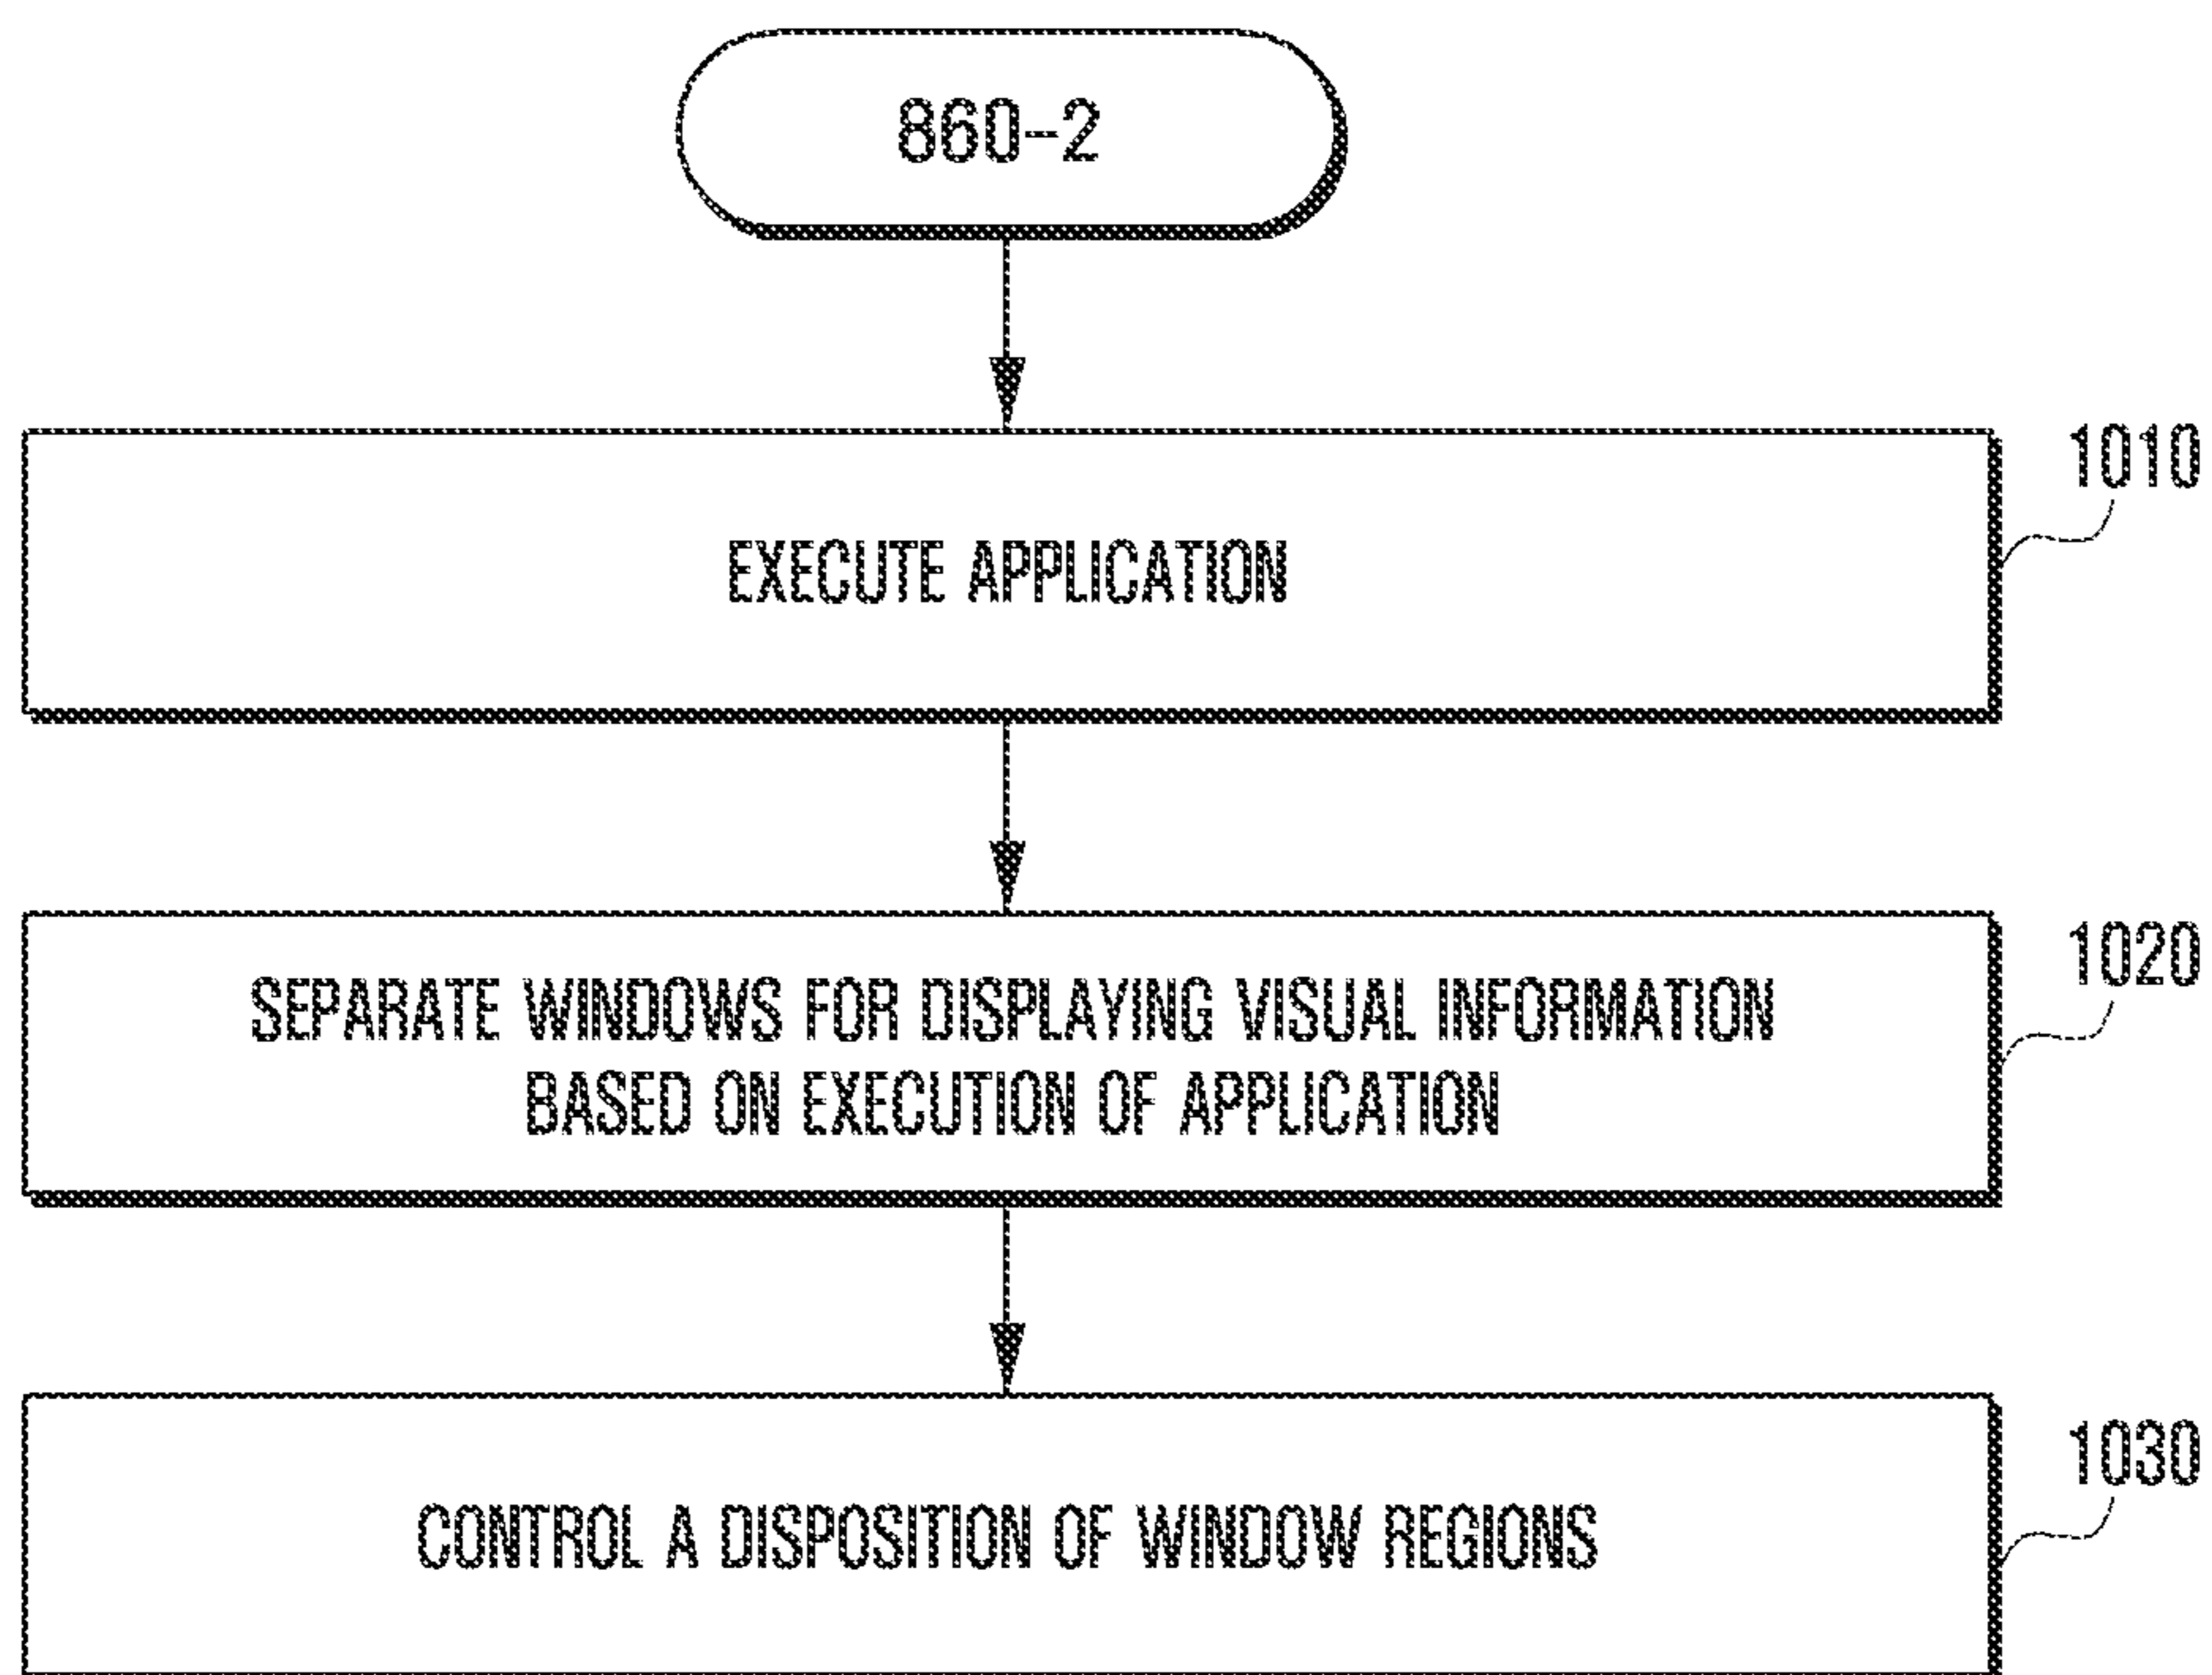 860-2
1010
EXECUTE APPLICATION
1020
SEPARATE WINDOWS FOR DISPLAYING VISUAL INFORMATION
BASED ON EXECUTION OF APPLICATION
1030
CONTROL A DISPOSITION OF WINDOW REGIONS